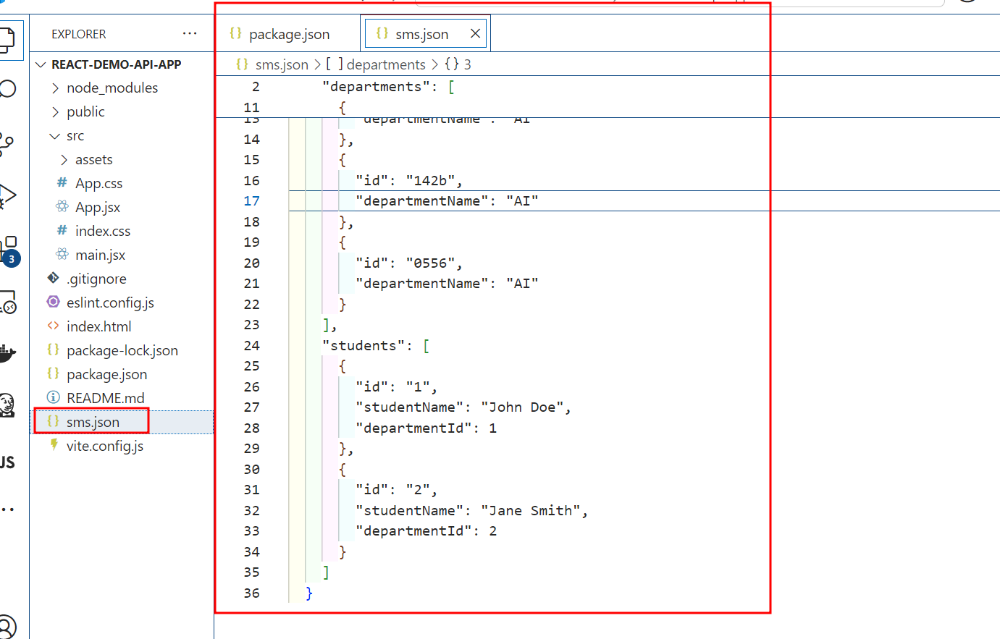 EXPLORER
···
REACT-DEMO-API-APP
node_modules
public
src
assets
# App.css
App.jsx
# index.css
main.jsx
.gitignore
eslint.config.js
<> index.html
{} package-lock.json
{} package.json
README.md
{} sms.json
vite.config.js
3
JS
{} package.json
{} sms.json ×
{} sms.json > [ ] departments > {} 3
2 "departments": [
11 {
13 "departmentName": "AI"
14 },
15 {
16 "id": "142b",
17 "departmentName": "AI"
18 },
19 {
20 "id": "0556",
21 "departmentName": "AI"
22 }
23 ],
24 "students": [
25 {
26 "id": "1",
27 "studentName": "John Doe",
28 "departmentId": 1
29 },
30 {
31 "id": "2",
32 "studentName": "Jane Smith",
33 "departmentId": 2
34 }
35 ]
36 }